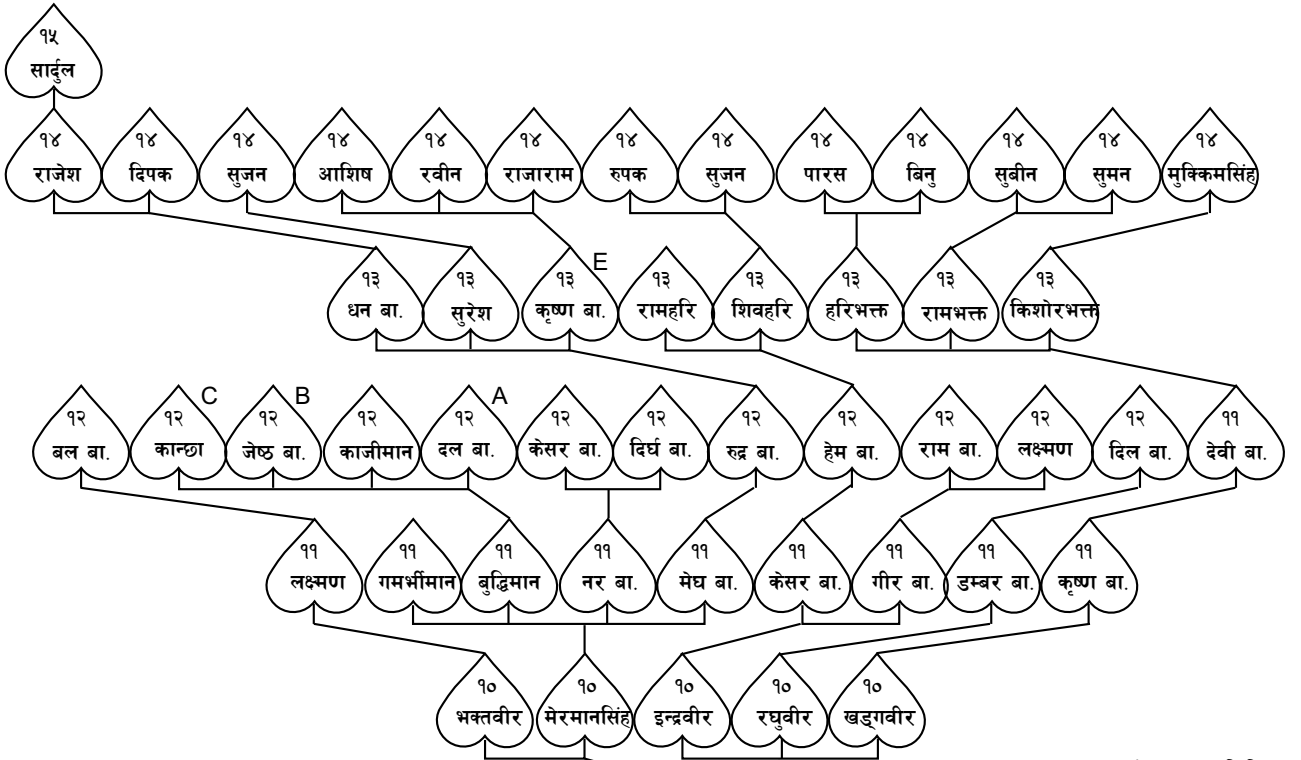 १५
सार्दुल
१४ १४ १४ १४ १४ १४ १४ १४ १४ १४ १४ १४ १४
राजेश दिपक सुजन आशिष रवीन राजाराम रुपक सुजन पारस बिनु सुबीन सुमन मुक्किमसिंह
E
१३ १३ १३ १३ १३ १३ १३ १३
धन बा. सुरेश कृष्ण बा. रामहरि शिवहरि हरिभक्त रामभक्त किशोरभक्त
C B A
१२ १२ १२ १२ १२ १२ १२ १२ १२ १२ १२ १२ ११
बल बा. कान्छा जेष्ठ बा. काजीमान दल बा. केसर बा. दिर्घ बा. रुद्र बा. हेम बा. राम बा. लक्ष्मण दिल बा. देवी बा.
११ ११ ११ ११ ११ ११ ११ ११ ११
लक्ष्मण गमर्भीमान बुद्धिमान नर बा. मेघ बा. केसर बा. गीर बा. डम्बर बा. कृष्ण बा.
१० १० १० १० १०
भक्तवीर मेरमानसिंह इन्द्रवीर रघुवीर खड्गवीर